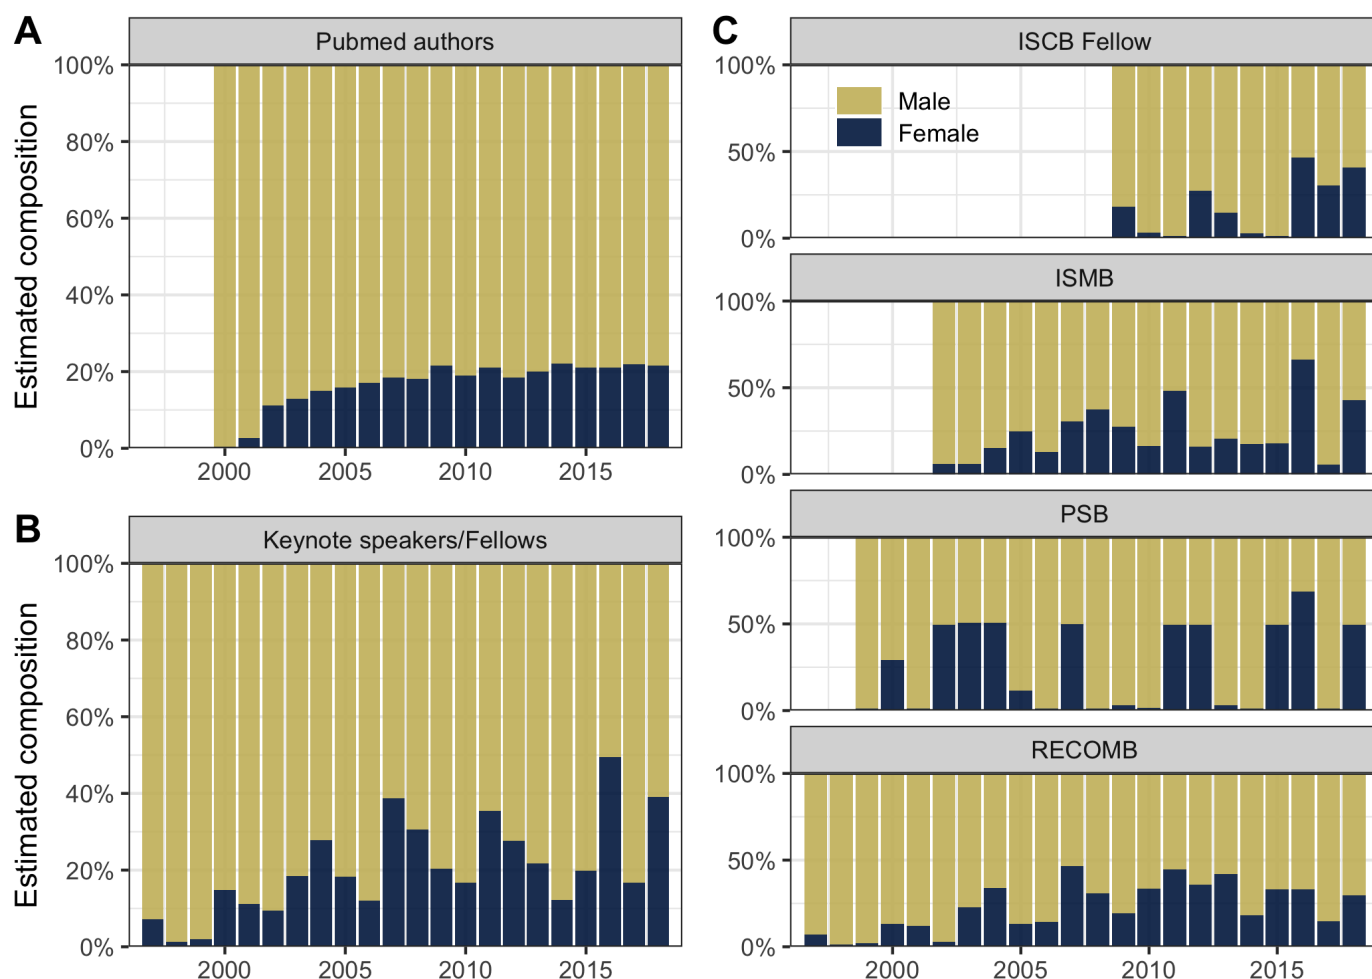 A
Pubmed authors
Estimated composition
100%
80%
60%
40%
20%
0%
2000 2005 2010 2015
B
Keynote speakers/Fellows
Estimated composition
100%
80%
60%
40%
20%
0%
2000 2005 2010 2015
C
ISCB Fellow
Male
Female
100%
50%
0%
ISMB
100%
50%
0%
PSB
100%
50%
0%
RECOMB
100%
50%
0%
2000 2005 2010 2015